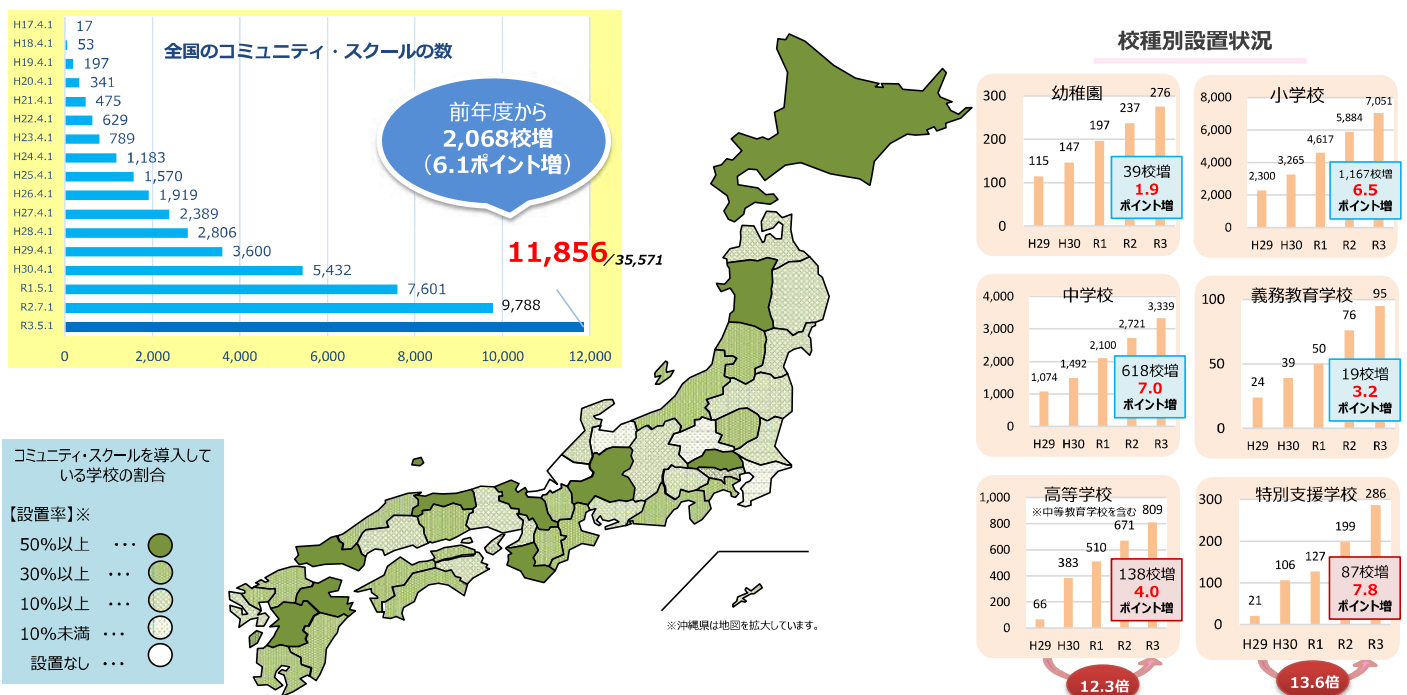 全国のコミュニティ・スクールの数
H17.4.1 17
H18.4.1 53
H19.4.1 197
H20.4.1 341
H21.4.1 475
H22.4.1 629
H23.4.1 789
H24.4.1 1,183
H25.4.1 1,570
H26.4.1 1,919
H27.4.1 2,389
H28.4.1 2,806
H29.4.1 3,600
H30.4.1 5,432
R1.5.1 7,601
R2.7.1 9,788
R3.5.1
0 2,000 4,000 6,000 8,000 10,000 12,000
前年度から
2,068校増
（6.1ポイント増）
11,856/35,571
コミュニティ・スクールを導入して
いる学校の割合
【設置率】※
50%以上 ･･･
30%以上 ･･･
10%以上 ･･･
10%未満 ･･･
設置なし ･･･
※沖縄県は地図を拡大しています。
校種別設置状況
幼稚園
300
200
100
0
115 147 197 237 276
39校増
1.9
ポイント増
H29 H30 R1 R2 R3
小学校
8,000
6,000
4,000
2,000
0
2,300 3,265 4,617 5,884 7,051
1,167校増
6.5
ポイント増
H29 H30 R1 R2 R3
中学校
4,000
3,000
2,000
1,000
0
1,074 1,492 2,100 2,721 3,339
618校増
7.0
ポイント増
H29 H30 R1 R2 R3
義務教育学校
100
50
0
24 39 50 76 95
19校増
3.2
ポイント増
H29 H30 R1 R2 R3
高等学校
※中等教育学校を含む
1,000
800
600
400
200
0
66 383 510 671 809
138校増
4.0
ポイント増
H29 H30 R1 R2 R3
12.3倍
特別支援学校
300
200
100
0
21 106 127 199 286
87校増
7.8
ポイント増
H29 H30 R1 R2 R3
13.6倍